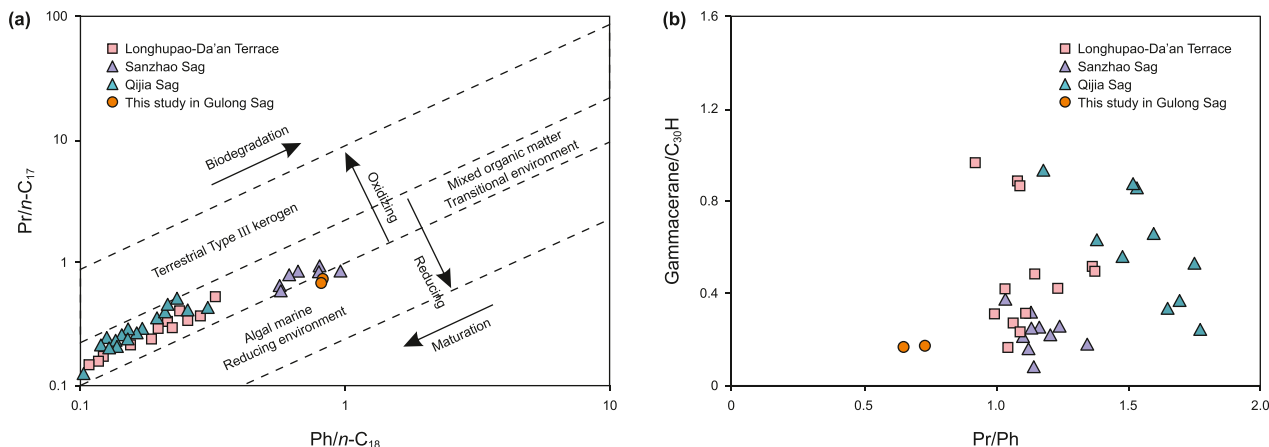 (a)
100
10
1
0.1
Pr/n-C₁₇
Longhupao-Da'an Terrace
Sanzhao Sag
Qijia Sag
This study in Gulong Sag
Biodegradation
Oxidizing
Mixed organic matter
Transitional environment
Terrestrial Type III kerogen
Reducing
Algal marine
Reducing environment
Maturation
0.1
1
10
Ph/n-C₁₈
(b)
1.6
1.2
0.8
0.4
0
Gammacerane/C₃₀H
Longhupao-Da'an Terrace
Sanzhao Sag
Qijia Sag
This study in Gulong Sag
0
0.5
1.0
1.5
2.0
Pr/Ph